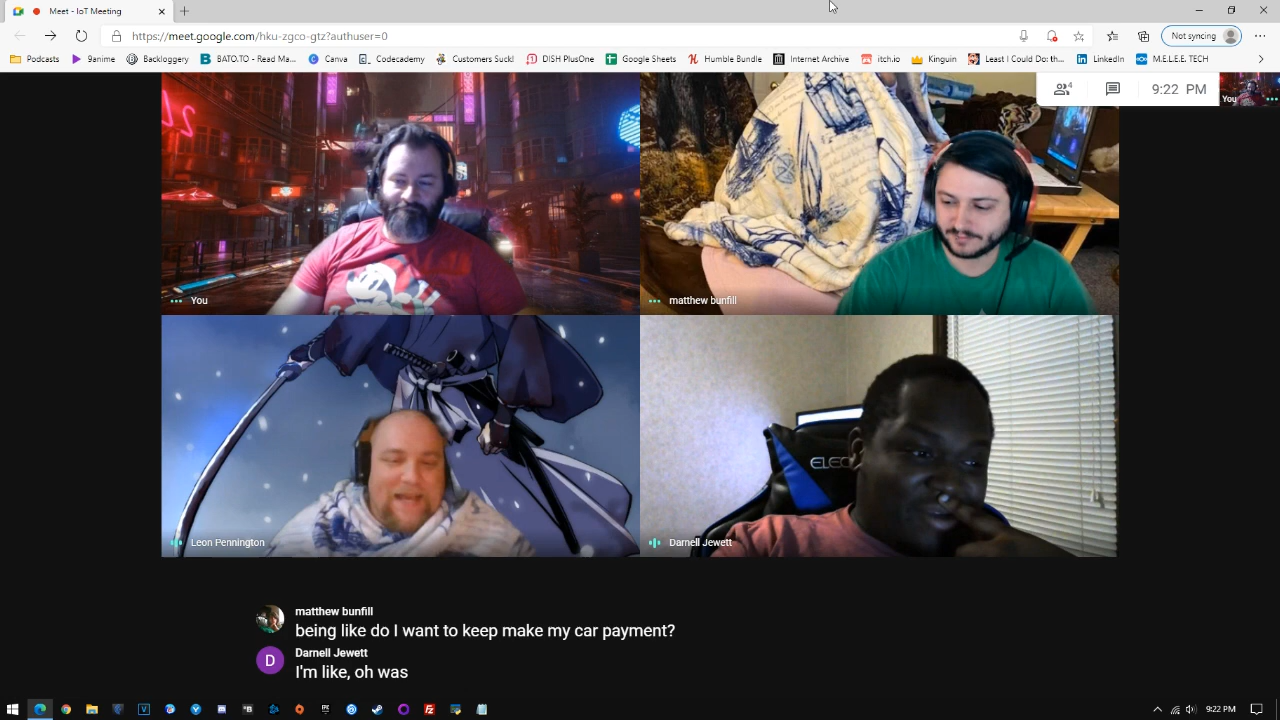 Meet - IoT Meeting
https://meet.google.com/hku-zgco-gtz?authuser=0
Not syncing
Podcasts
9anime
Backloggery
BATO.TO - Read Ma...
Canva
Codecademy
Customers Suck!
DISH PlusOne
Google Sheets
Humble Bundle
Internet Archive
itch.io
Kinguin
Least I Could Do: th...
LinkedIn
M.E.L.E.E. TECH
4
9:22 PM
You
You
matthew bunfill
ELEC
Leon Pennington
Darnell Jewett
matthew bunfill
being like do I want to keep make my car payment?
D
Darnell Jewett
I'm like, oh was
9:22 PM